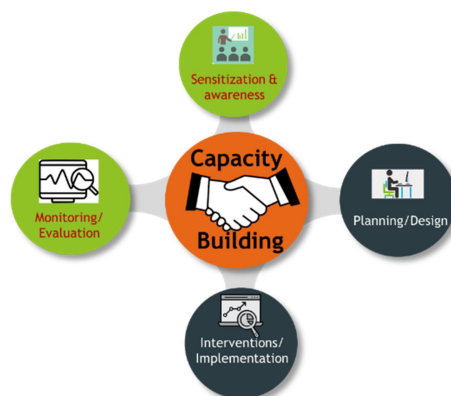 Sensitization &
awareness
Capacity
Building
Monitoring/
Evaluation
Planning/Design
Interventions/
Implementation